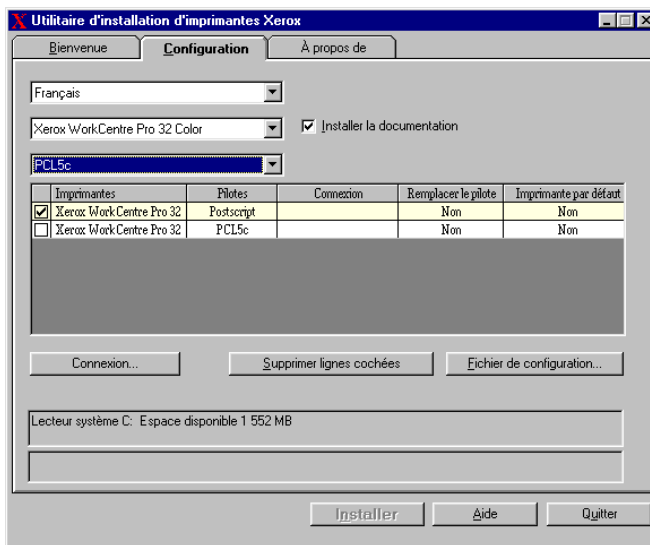 Utilitaire d'installation d'imprimantes Xerox
Bienvenue Configuration À propos de
Français
Xerox WorkCentre Pro 32 Color Installer la documentation
PCL5c
Imprimantes Pilotes Connexion Remplacer le pilote Imprimante par défaut
Xerox WorkCentre Pro 32 Postscript Non Non
Xerox WorkCentre Pro 32 PCL5c Non Non
Connexion... Supprimer lignes cochées Fichier de configuration...
Lecteur système C: Espace disponible 1 552 MB
Installer Aide Quitter